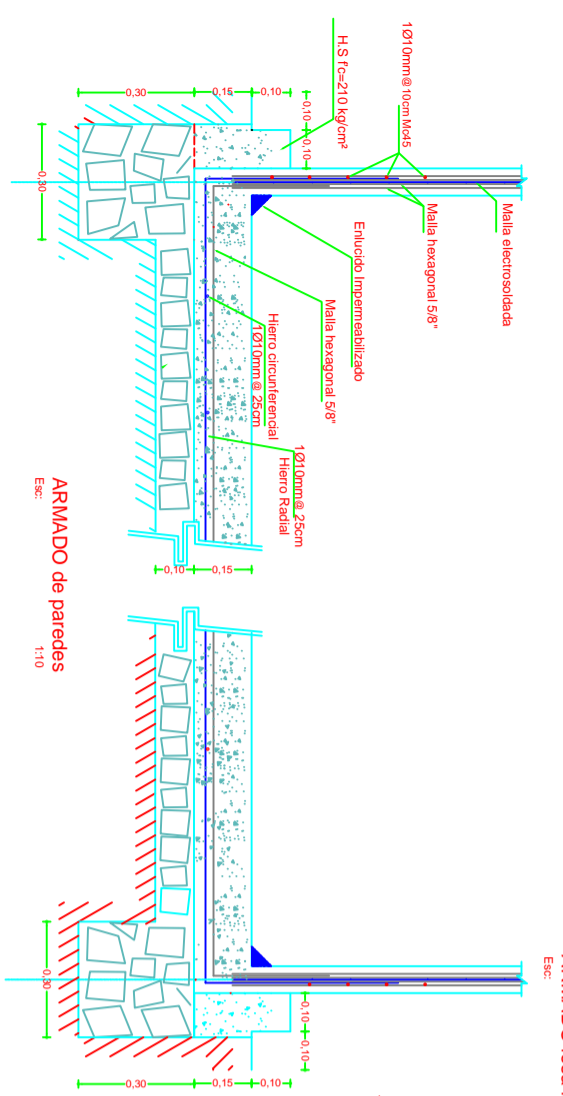 Malla electrosoldada
Malla hexagonal 5/8"
1Ø10mm@10cm Mc45
H.S f'c=210 kg/cm²
Enlucido Impermeabilizado
Malla hexagonal 5/8"
Hierro circunferencial
1Ø10mm@ 25cm
1Ø10mm@ 25cm
Hierro Radial
0,30
0,15
0,10
0,10
0,10
0,30
0,10
0,15
ARMADO de paredes
Esc:
1:10
0,30
0,10
0,10
0,30
0,15
0,10
Esc: